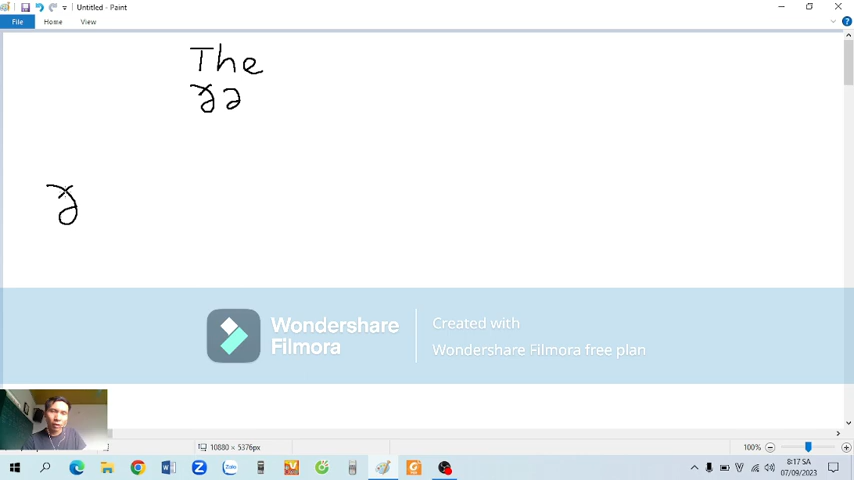 Untitled - Paint
File Home View
The
Wondershare
Filmora
Created with
Wondershare Filmora free plan
10880 × 5376px
100%
Zalo
V
8:17 SA
07/09/2023